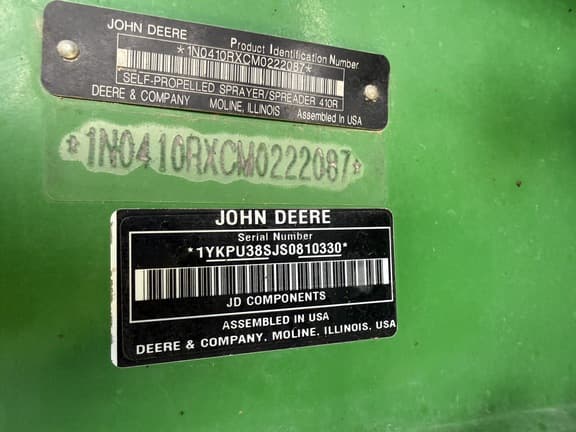 JOHN DEERE
Product Identification Number
*1N0410RXCM0222087*
SELF-PROPELLED SPRAYER/SPREADER 410R
DEERE & COMPANY MOLINE, ILLINOIS Assembled In USA
*1N0410RXCM0222087*
JOHN DEERE
Serial Number
*1YKPU38SJS0810330*
JD COMPONENTS
ASSEMBLED IN USA
DEERE & COMPANY. MOLINE, ILLINOIS, USA